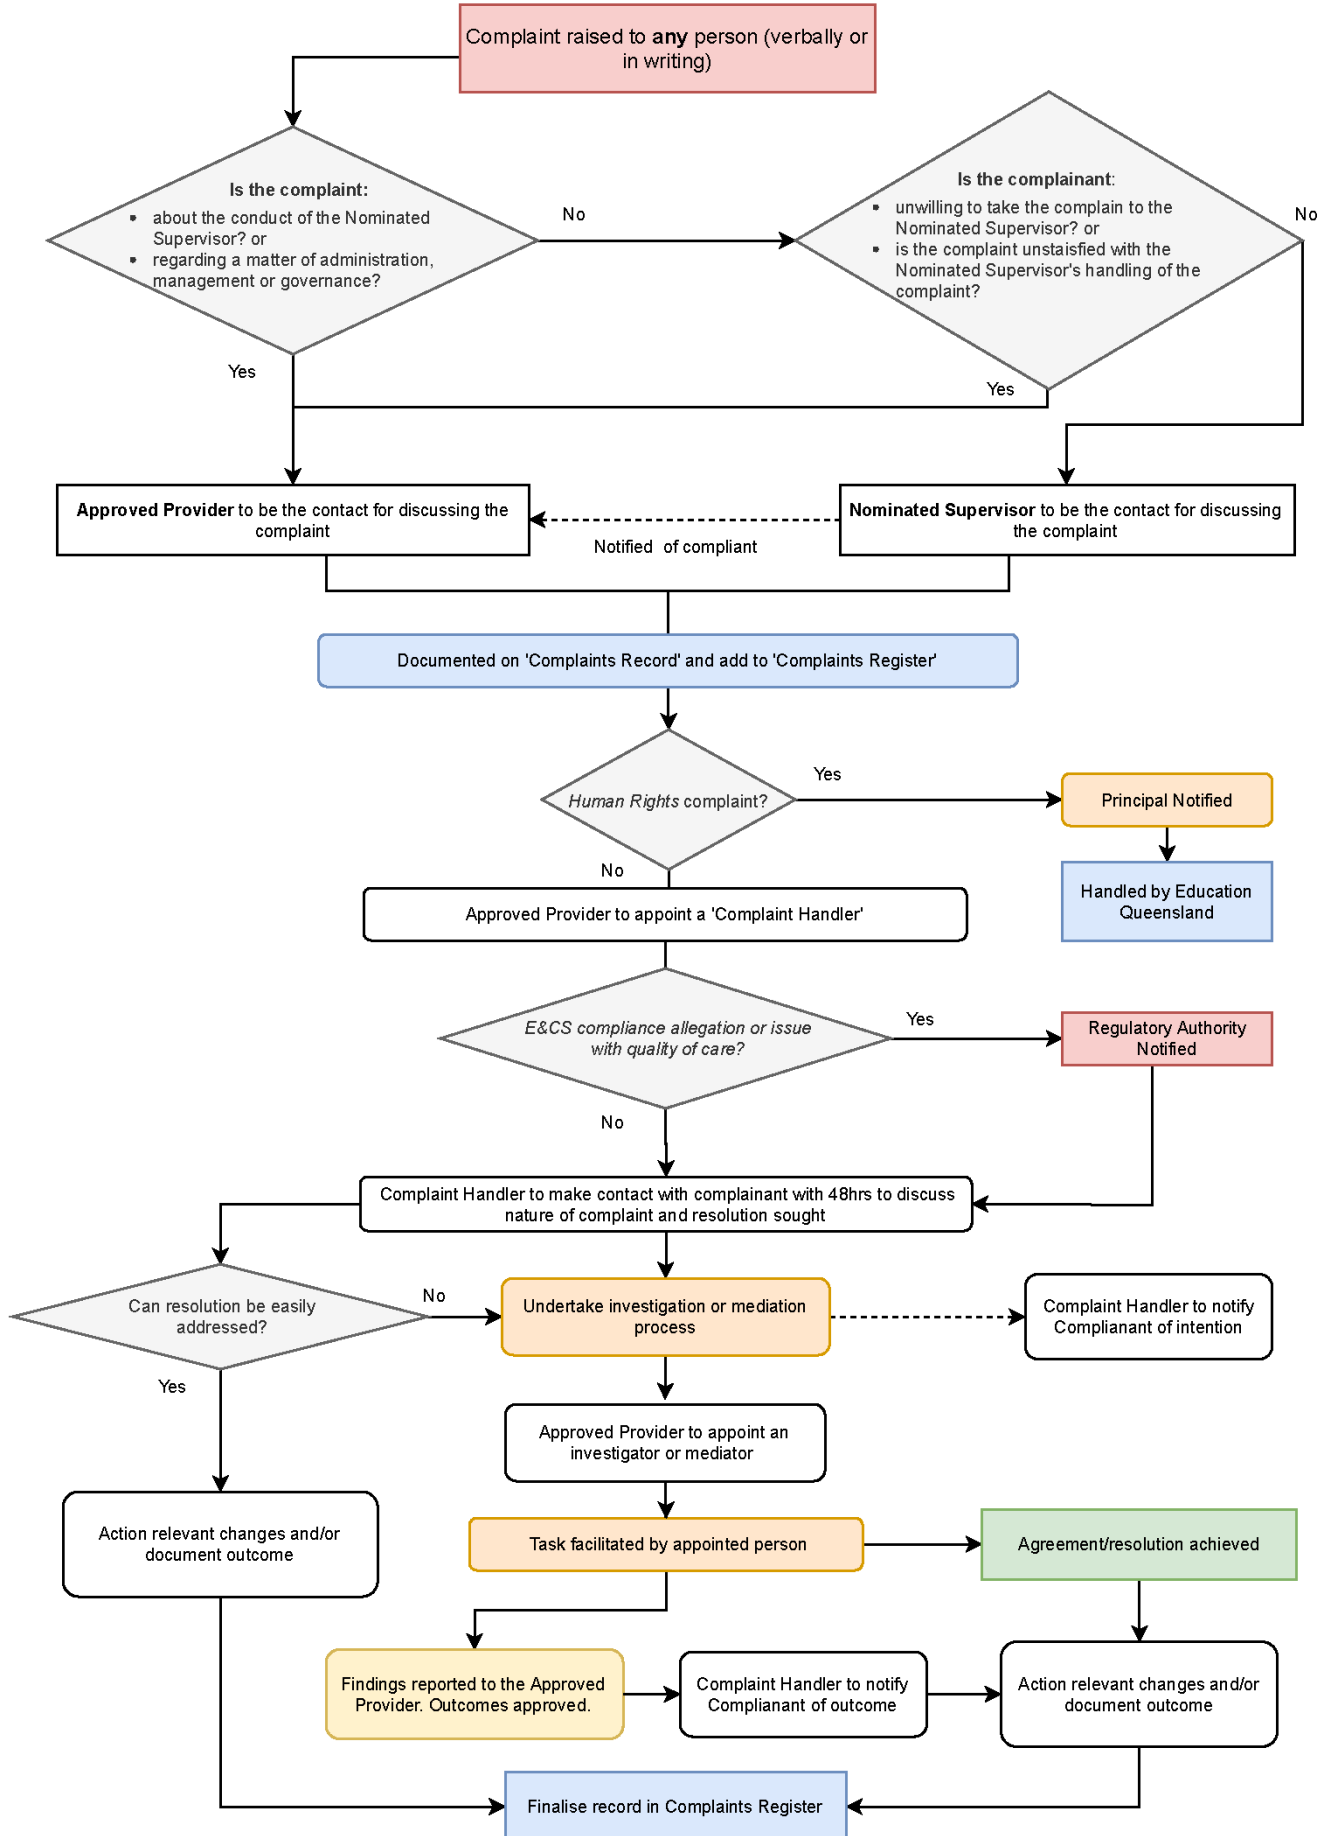 Complaint raised to any person (verbally or
in writing)
Is the complaint:
about the conduct of the Nominated
Supervisor? or
regarding a matter of administration,
management or governance?
No
Is the complainant:
unwilling to take the complain to the
Nominated Supervisor? or
is the complaint unstaisfied with the
Nominated Supervisor's handling of the
complaint?
No
Yes
Yes
Approved Provider to be the contact for discussing the
complaint
Notified of compliant
Nominated Supervisor to be the contact for discussing
the complaint
Documented on 'Complaints Record' and add to 'Complaints Register'
Human Rights complaint?
Yes
Principal Notified
Handled by Education
Queensland
No
Approved Provider to appoint a 'Complaint Handler'
E&CS compliance allegation or issue
with quality of care?
Yes
Regulatory Authority
Notified
No
Complaint Handler to make contact with complainant with 48hrs to discuss
nature of complaint and resolution sought
Can resolution be easily
addressed?
No
Undertake investigation or mediation
process
Complaint Handler to notify
Complianant of intention
Yes
Approved Provider to appoint an
investigator or mediator
Action relevant changes and/or
document outcome
Task facilitated by appointed person
Agreement/resolution achieved
Findings reported to the Approved
Provider. Outcomes approved.
Complaint Handler to notify
Complianant of outcome
Action relevant changes and/or
document outcome
Finalise record in Complaints Register